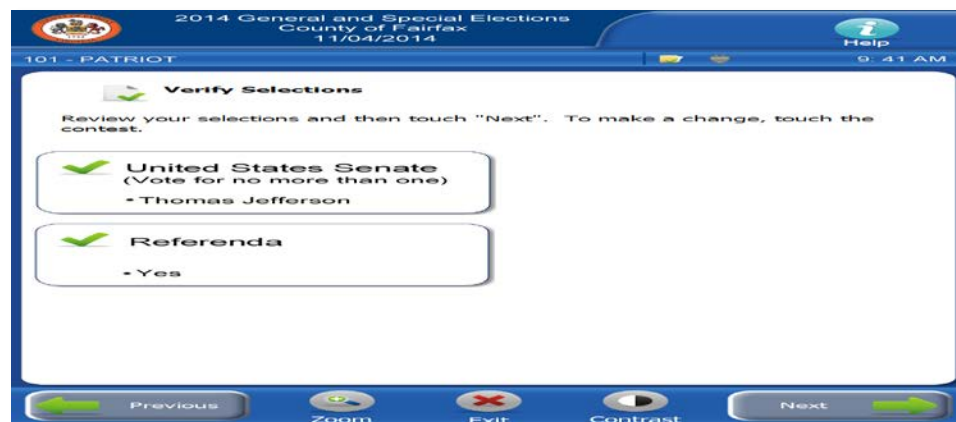 2014 General and Special Elections
County of Fairfax
11/04/2014
Help
101 - PATRIOT
9: 41 AM
Verify Selections
Review your selections and then touch "Next". To make a change, touch the
contest.
United States Senate
(Vote for no more than one)
• Thomas Jefferson
Referenda
• Yes
Previous
Zoom
Exit
Contrast
Next